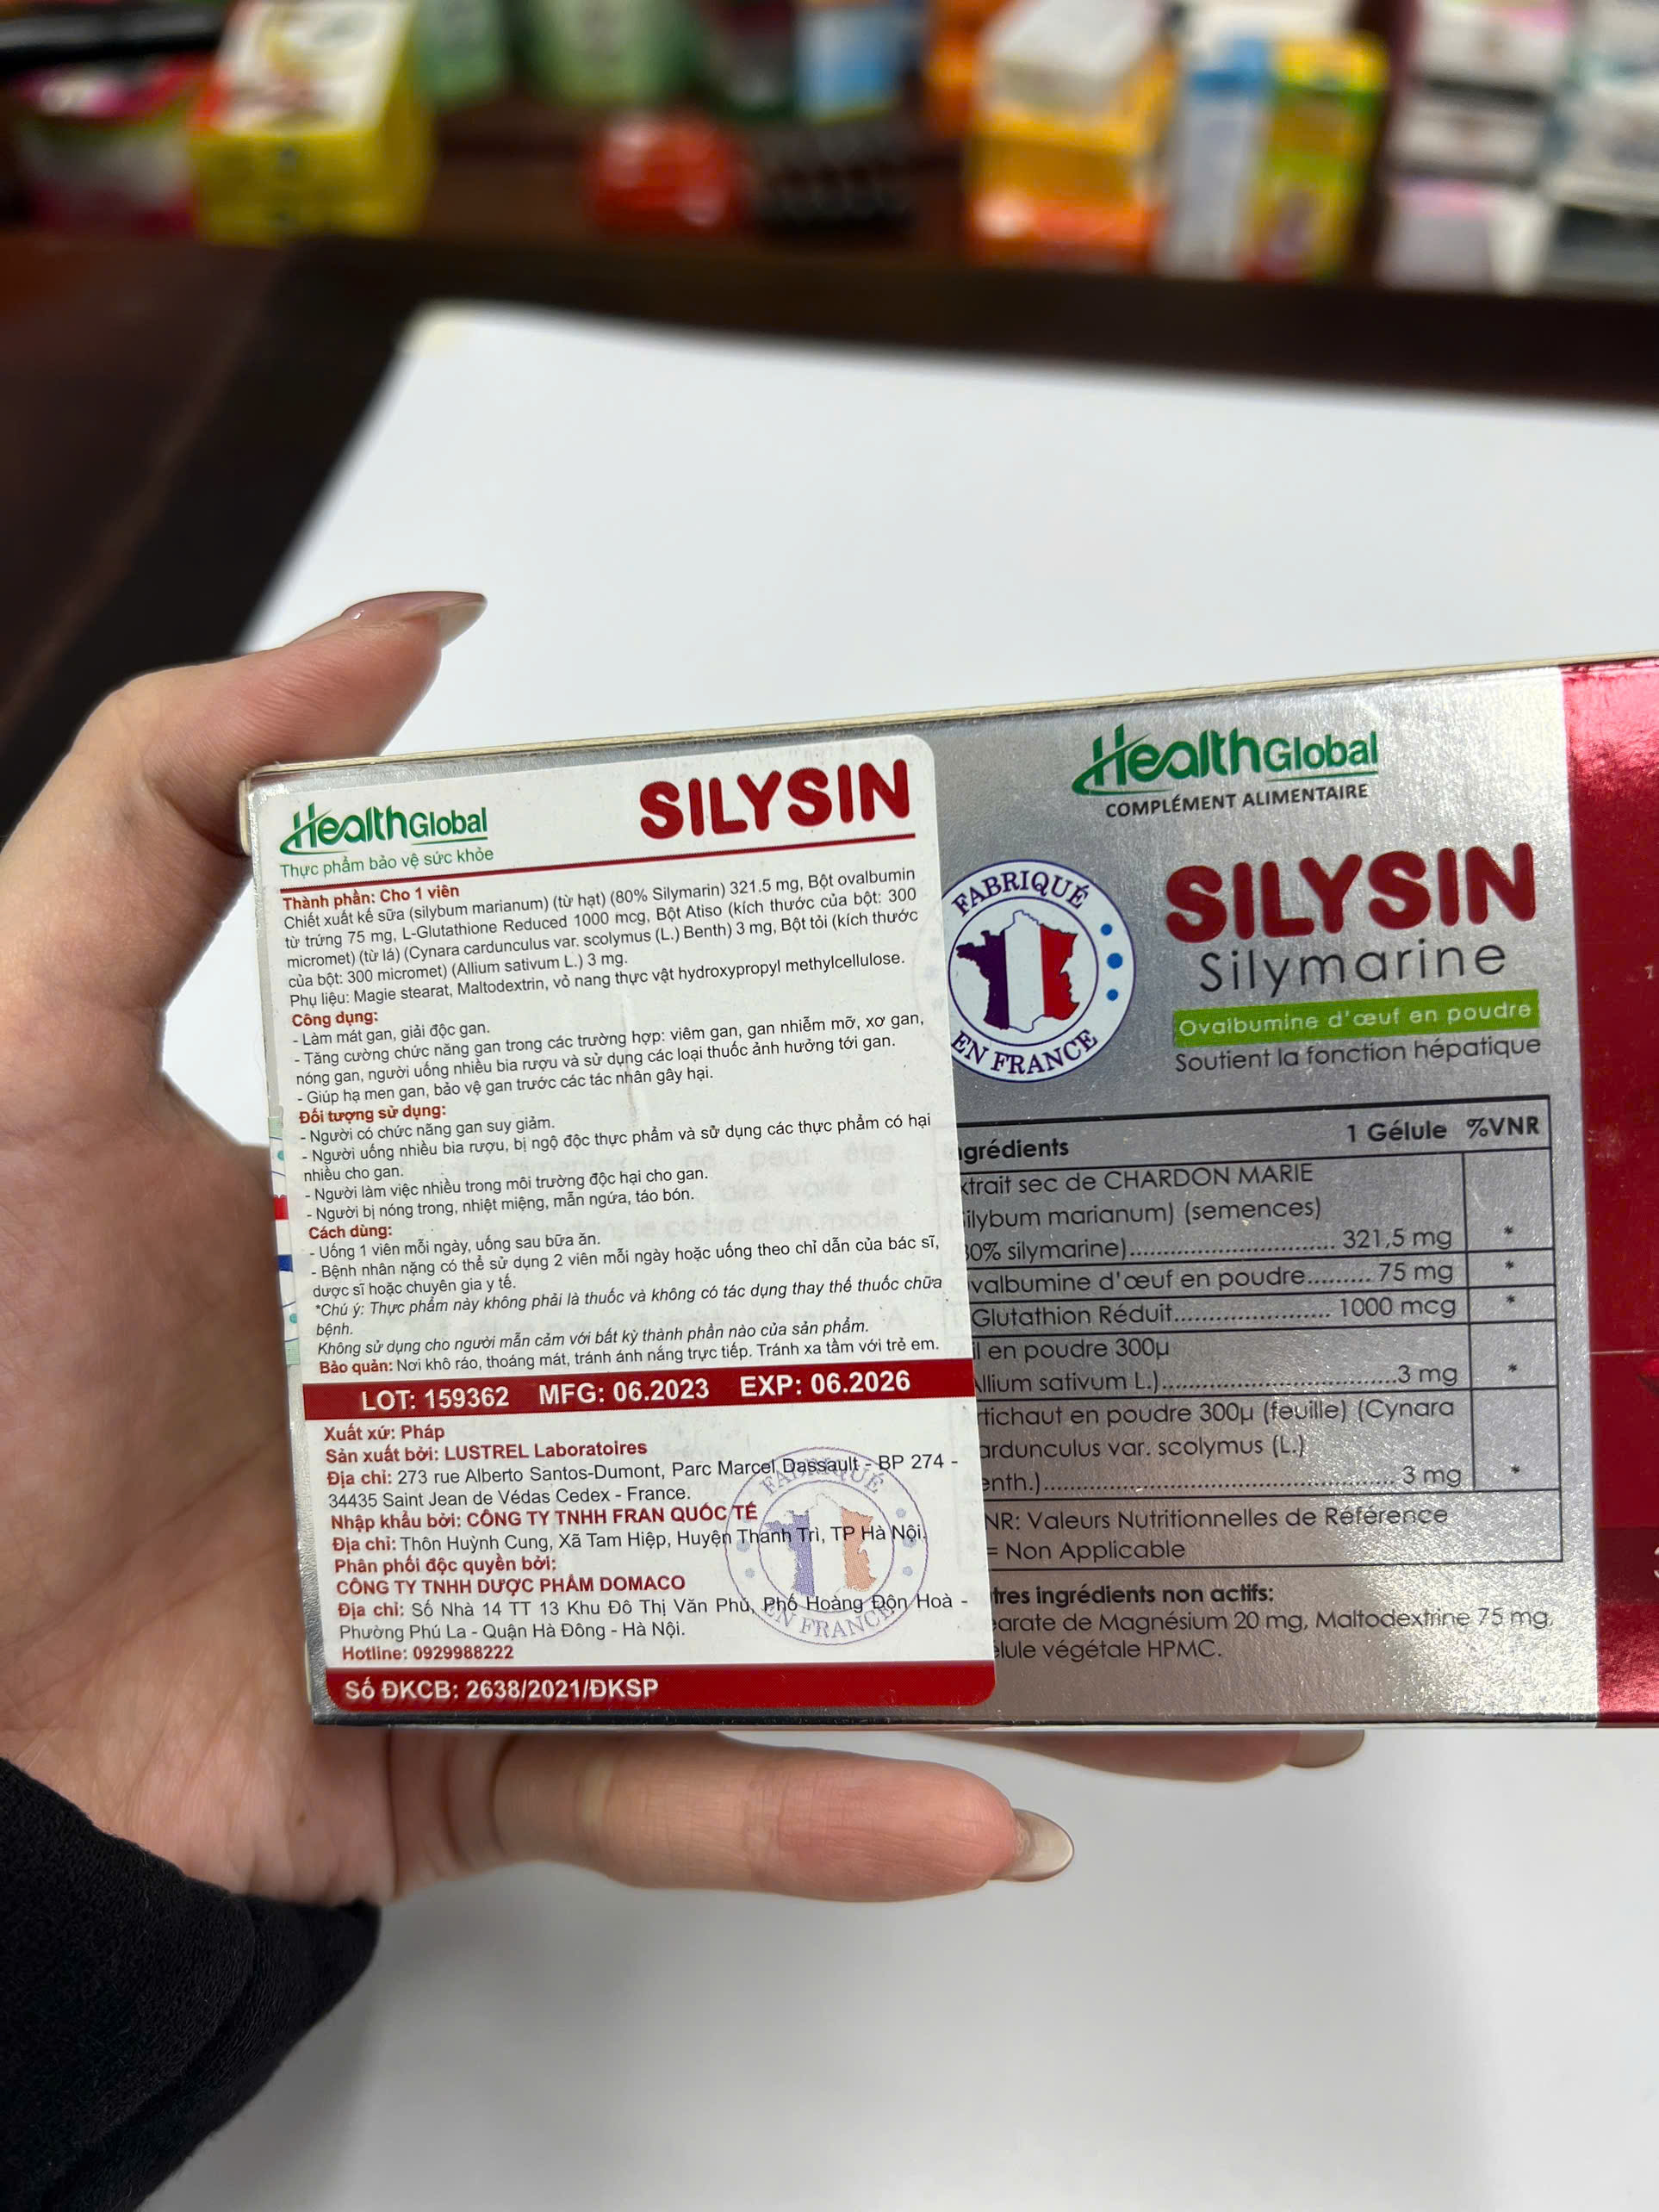 HealthGlobal
Thực phẩm bảo vệ sức khỏe
SILYSIN
Thành phần: Cho 1 viên
Chiết xuất kế sữa (silybum marianum) (từ hạt) (80% Silymarin) 321.5 mg, Bột ovalbumin
từ trứng 75 mg, L-Glutathione Reduced 1000 mcg, Bột Atiso (kích thước của bột: 300
micromet) (từ lá) (Cynara cardunculus var. scolymus (L.) Benth) 3 mg, Bột tỏi (kích thước
của bột: 300 micromet) (Allium sativum L.) 3 mg.
Phụ liệu: Magie stearat, Maltodextrin, vỏ nang thực vật hydroxypropyl methylcellulose.
Công dụng:
- Làm mát gan, giải độc gan.
- Tăng cường chức năng gan trong các trường hợp: viêm gan, gan nhiễm mỡ, xơ gan,
nóng gan, người uống nhiều bia rượu và sử dụng các loại thuốc ảnh hưởng tới gan.
- Giúp hạ men gan, bảo vệ gan trước các tác nhân gây hại.
Đối tượng sử dụng:
- Người có chức năng gan suy giảm.
- Người uống nhiều bia rượu, bị ngộ độc thực phẩm và sử dụng các thực phẩm có hại
nhiều cho gan.
- Người làm việc nhiều trong môi trường độc hại cho gan.
- Người bị nóng trong, nhiệt miệng, mẩn ngứa, táo bón.
Cách dùng:
- Uống 1 viên mỗi ngày, uống sau bữa ăn.
- Bệnh nhân nặng có thể sử dụng 2 viên mỗi ngày hoặc uống theo chỉ dẫn của bác sĩ,
dược sĩ hoặc chuyên gia y tế.
*Chú ý: Thực phẩm này không phải là thuốc và không có tác dụng thay thế thuốc chữa
bệnh.
Không sử dụng cho người mẫn cảm với bất kỳ thành phần nào của sản phẩm.
Bảo quản: Nơi khô ráo, thoáng mát, tránh ánh nắng trực tiếp. Tránh xa tầm với trẻ em.
LOT: 159362 MFG: 06.2023 EXP: 06.2026
Xuất xứ: Pháp
Sản xuất bởi: LUSTREL Laboratoires
Địa chỉ: 273 rue Alberto Santos-Dumont, Parc Marcel Dassault - BP 274 -
34435 Saint Jean de Védas Cedex - France.
Nhập khẩu bởi: CÔNG TY TNHH FRAN QUỐC TẾ
Địa chỉ: Thôn Huỳnh Cung, Xã Tam Hiệp, Huyện Thanh Trì, TP Hà Nội.
Phân phối độc quyền bởi:
CÔNG TY TNHH DƯỢC PHẨM DOMACO
Địa chỉ: Số Nhà 14 TT 13 Khu Đô Thị Văn Phủ, Phố Hoàng Độn Hoà -
Phường Phú La - Quận Hà Đông - Hà Nội.
Hotline: 0929988222
FABRIQUÉ
EN FRANCE
Số ĐKCB: 2638/2021/ĐKSP
HealthGlobal
COMPLÉMENT ALIMENTAIRE
FABRIQUÉ
EN FRANCE
SILYSIN
Silymarine
Ovalbumine d'œuf en poudre
Soutient la fonction hépatique
grédients 1 Gélule %VNR
xtrait sec de CHARDON MARIE
ilybum marianum) (semences)
0% silymarine)................................ 321,5 mg *
valbumine d'œuf en poudre......... 75 mg *
Glutathion Réduit........................ 1000 mcg *
il en poudre 300µ
llium sativum L.)....................................3 mg *
rtichaut en poudre 300µ (feuille) (Cynara
ardunculus var. scolymus (L.)
enth.)...................................................... 3 mg *
NR: Valeurs Nutritionnelles de Référence
= Non Applicable
tres ingrédients non actifs:
earate de Magnésium 20 mg, Maltodextrine 75 mg,
élule végétale HPMC.